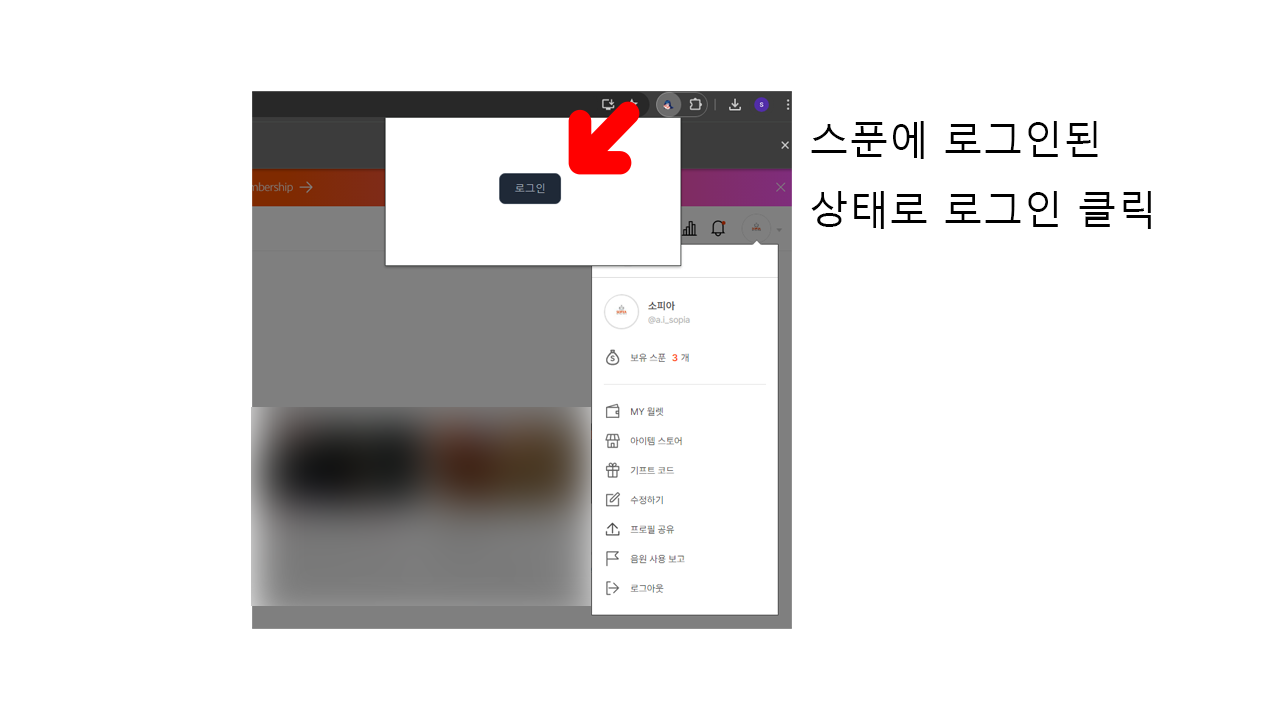 스푼에 로그인된
상태로 로그인 클릭
S
mbership →
로그인
소피아
@a.i_sopia
보유 스푼 3 개
MY 월렛
아이템 스토어
기프트 코드
수정하기
프로필 공유
음원 사용 보고
로그아웃